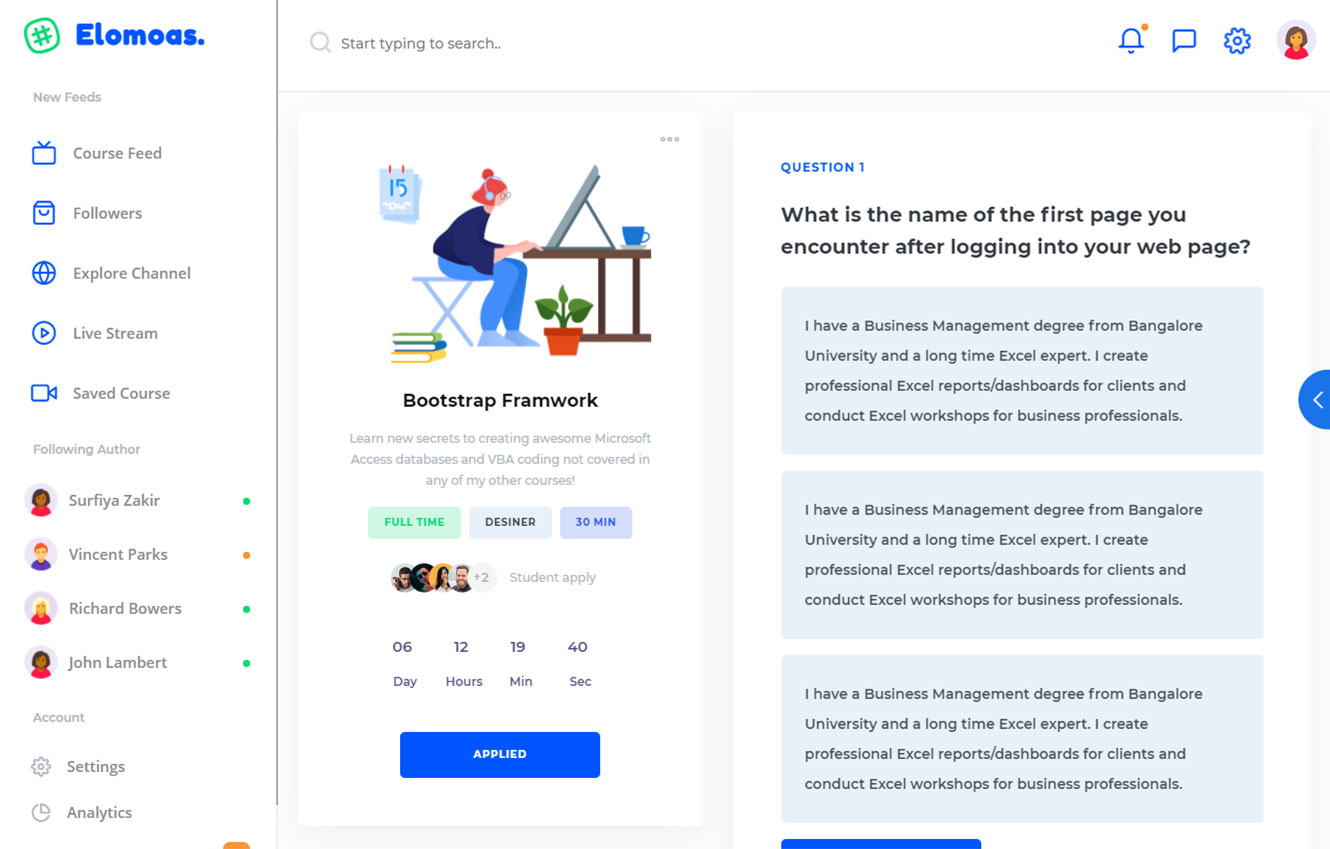 Elomoas.
Start typing to search..
New Feeds
Course Feed
Followers
Explore Channel
Live Stream
Saved Course
Following Author
Surfiya Zakir
Vincent Parks
Richard Bowers
John Lambert
Account
Settings
Analytics
15
Bootstrap Framwork
Learn new secrets to creating awesome Microsoft
Access databases and VBA coding not covered in
any of my other courses!
FULL TIME DESINER 30 MIN
+2 Student apply
06 12 19 40
Day Hours Min Sec
APPLIED
QUESTION 1
What is the name of the first page you
encounter after logging into your web page?
I have a Business Management degree from Bangalore
University and a long time Excel expert. I create
professional Excel reports/dashboards for clients and
conduct Excel workshops for business professionals.
I have a Business Management degree from Bangalore
University and a long time Excel expert. I create
professional Excel reports/dashboards for clients and
conduct Excel workshops for business professionals.
I have a Business Management degree from Bangalore
University and a long time Excel expert. I create
professional Excel reports/dashboards for clients and
conduct Excel workshops for business professionals.